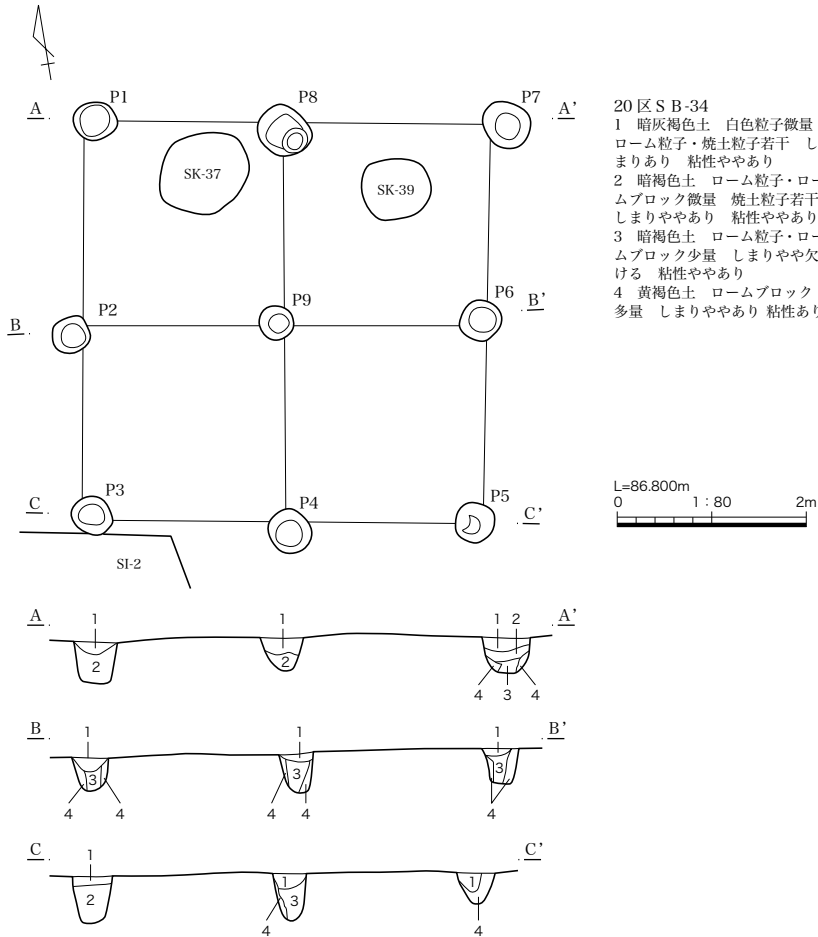 P1
P8
P7
A
A’
SK-37
SK-39
P2
P9
P6
B
B’
P3
P4
P5
C
C’
SI-2
20区ＳＢ-34
1　暗灰褐色土　白色粒子微量
ローム粒子・焼土粒子若干　し
まりあり　粘性ややあり
2　暗褐色土　ローム粒子・ロー
ムブロック微量　焼土粒子若干
しまりややあり　粘性ややあり
3　暗褐色土　ローム粒子・ロー
ムブロック少量　しまりやや欠
ける　粘性ややあり
4　黄褐色土　ロームブロック
多量　しまりややあり 粘性あり
L=86.800m
0 1：80 2m
A 1 1 1 2 A’
2 2
4 3 4
B 1 1 1 B’
3 3 3
4 4 4 4 4
C 1 C’
1 1
2 3
4 4